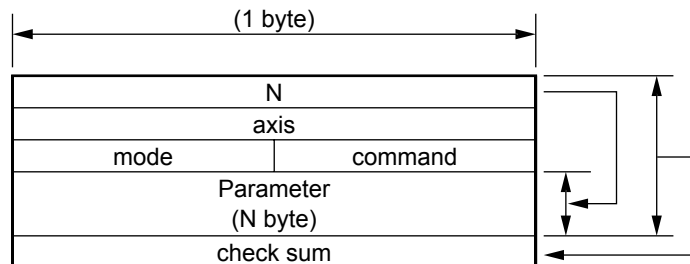 (1 byte)
N
axis
mode command
Parameter
(N byte)
check sum